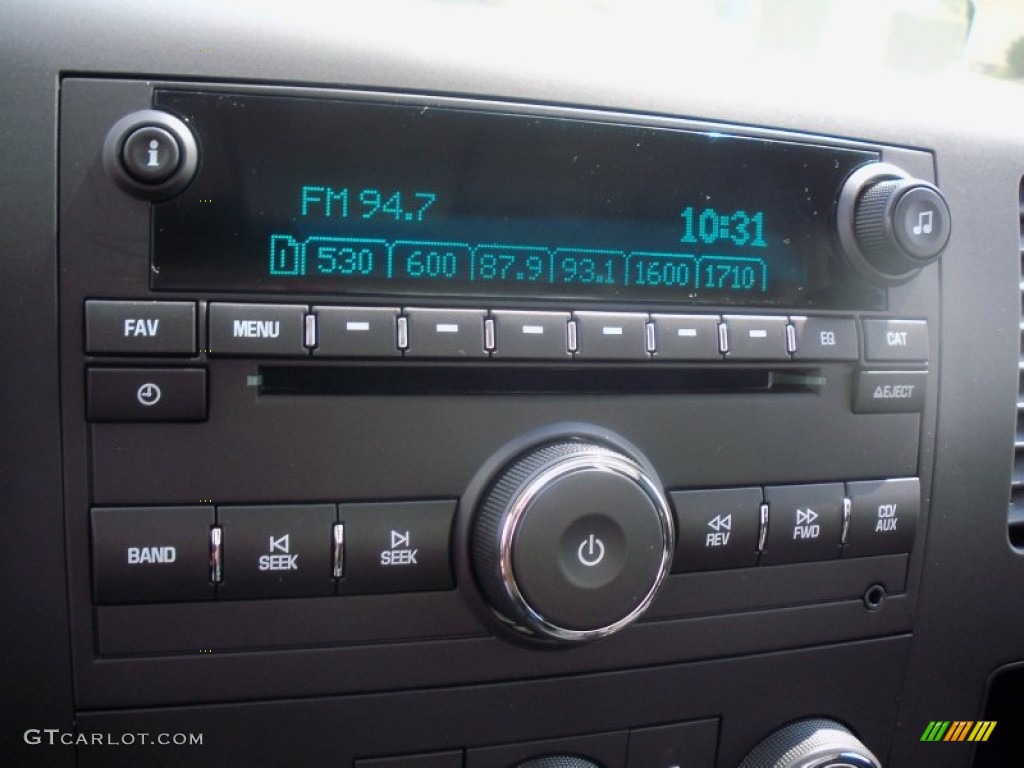 FM 94.7
10:31
1 530 600 87.9 93.1 1600 1710
FAV MENU EQ CAT
EJECT
BAND SEEK SEEK REV FWD CD/AUX
GTCARLOT.COM